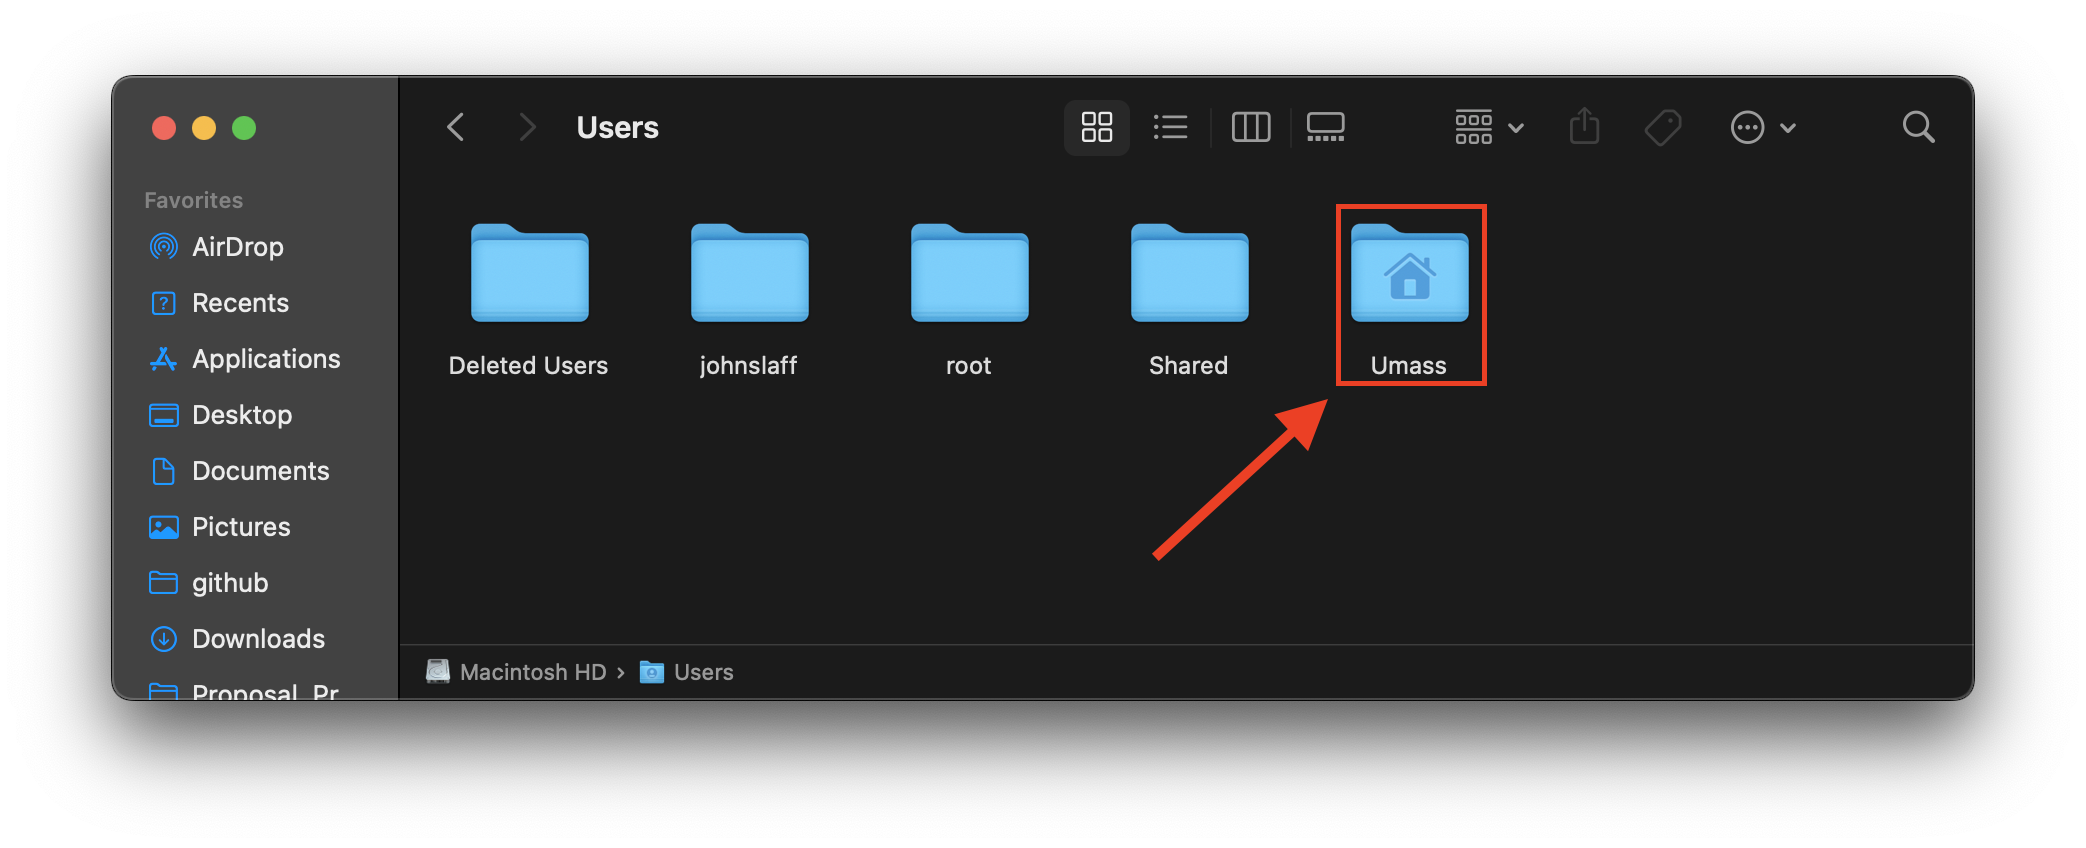 Users
Favorites
AirDrop
Recents
Applications
Desktop
Documents
Pictures
github
Downloads
Proposal_Pr
Deleted Users
johnslaff
root
Shared
Umass
Macintosh HD › Users